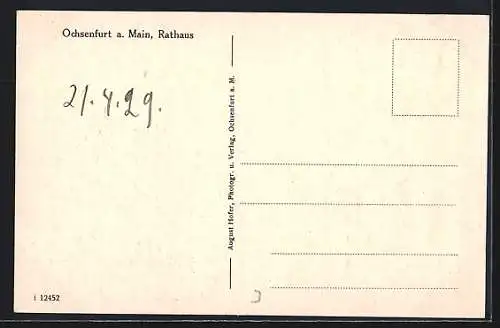 Ochsenfurt a. Main, Rathaus
21.4.29.
August Hofer, Photogr. u. Verlag, Ochsenfurt a. M.
i 12452